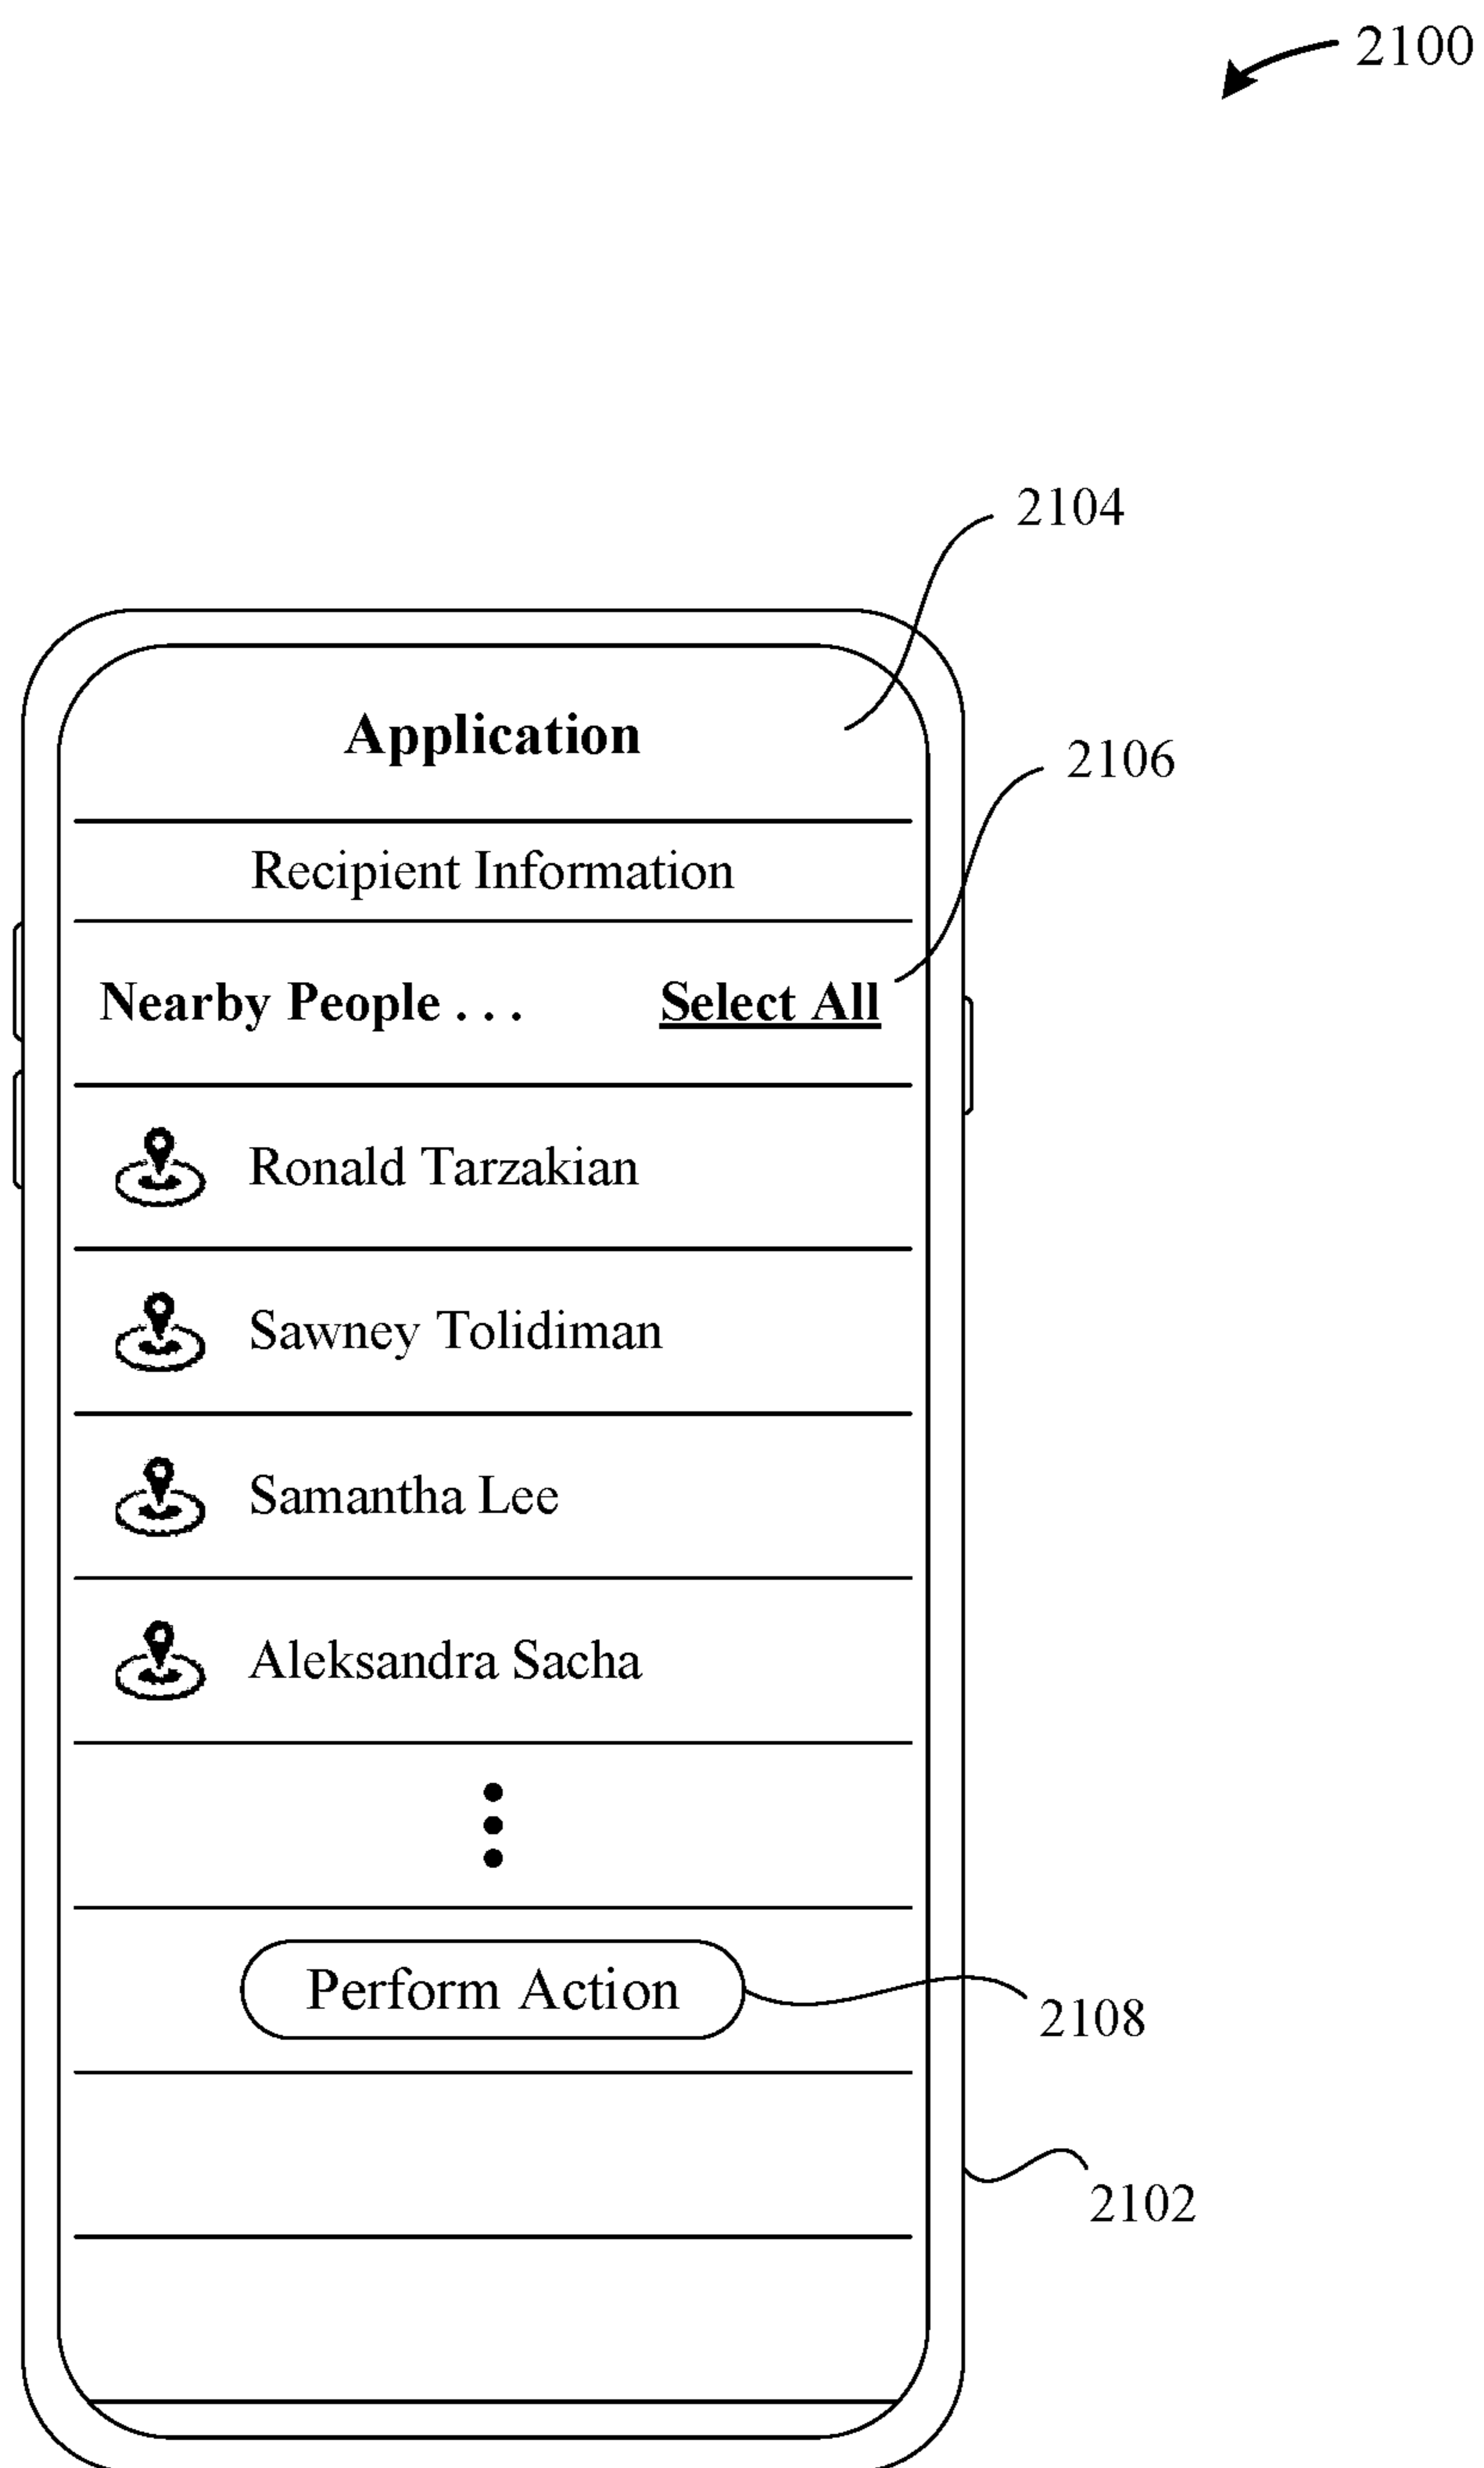 2100
2104
Application
2106
Recipient Information
Nearby People . . . Select All
Ronald Tarzakian
Sawney Tolidiman
Samantha Lee
Aleksandra Sacha
Perform Action
2108
2102